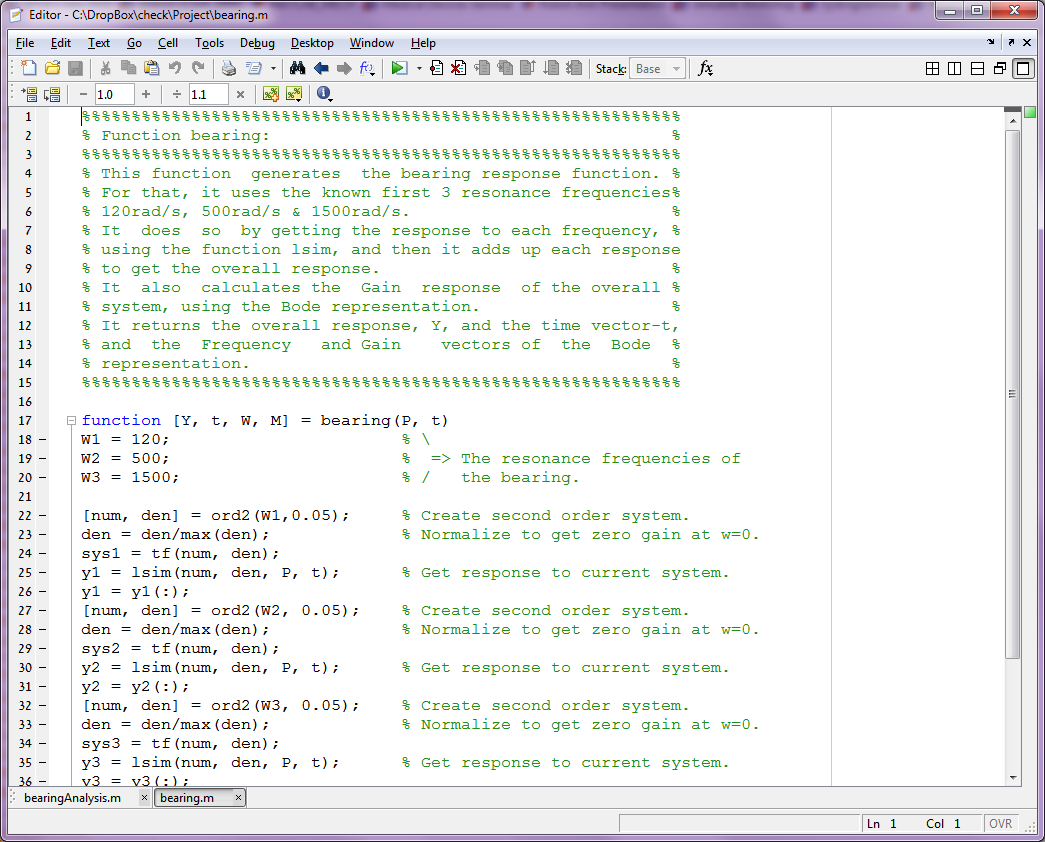 Editor - C:\DropBox\check\Project\bearing.m
File Edit Text Go Cell Tools Debug Desktop Window Help
Stack: Base fx
− 1.0 + ÷ 1.1 ×
1 %%%%%%%%%%%%%%%%%%%%%%%%%%%%%%%%%%%%%%%%%%%%%%%%%%%%%%%%%%%%
2 % Function bearing: %
3 %%%%%%%%%%%%%%%%%%%%%%%%%%%%%%%%%%%%%%%%%%%%%%%%%%%%%%%%%%%%
4 % This function  generates  the bearing response function. %
5 % For that, it uses the known first 3 resonance frequencies%
6 % 120rad/s, 500rad/s & 1500rad/s. %
7 % It  does  so  by getting the response to each frequency, %
8 % using the function lsim, and then it adds up each response
9 % to get the overall response. %
10 % It  also  calculates the  Gain  response  of the overall %
11 % system, using the Bode representation. %
12 % It returns the overall response, Y, and the time vector-t,
13 % and  the  Frequency   and Gain    vectors of  the  Bode  %
14 % representation. %
15 %%%%%%%%%%%%%%%%%%%%%%%%%%%%%%%%%%%%%%%%%%%%%%%%%%%%%%%%%%%%
16
17 function [Y, t, W, M] = bearing(P, t)
18 − W1 = 120; % \
19 − W2 = 500; %  => The resonance frequencies of
20 − W3 = 1500; % /   the bearing.
21
22 − [num, den] = ord2(W1,0.05); % Create second order system.
23 − den = den/max(den); % Normalize to get zero gain at w=0.
24 − sys1 = tf(num, den);
25 − y1 = lsim(num, den, P, t); % Get response to current system.
26 − y1 = y1(:);
27 − [num, den] = ord2(W2, 0.05); % Create second order system.
28 − den = den/max(den); % Normalize to get zero gain at w=0.
29 − sys2 = tf(num, den);
30 − y2 = lsim(num, den, P, t); % Get response to current system.
31 − y2 = y2(:);
32 − [num, den] = ord2(W3, 0.05); % Create second order system.
33 − den = den/max(den); % Normalize to get zero gain at w=0.
34 − sys3 = tf(num, den);
35 − y3 = lsim(num, den, P, t); % Get response to current system.
36 − y3 = y3(:);
bearingAnalysis.m × bearing.m ×
Ln 1 Col 1 OVR